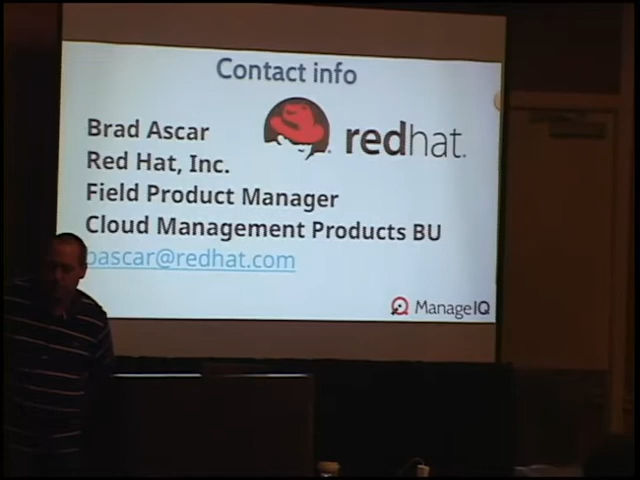 Contact info
redhat.
Brad Ascar
Red Hat, Inc.
Field Product Manager
Cloud Management Products BU
bascar@redhat.com
ManageIQ